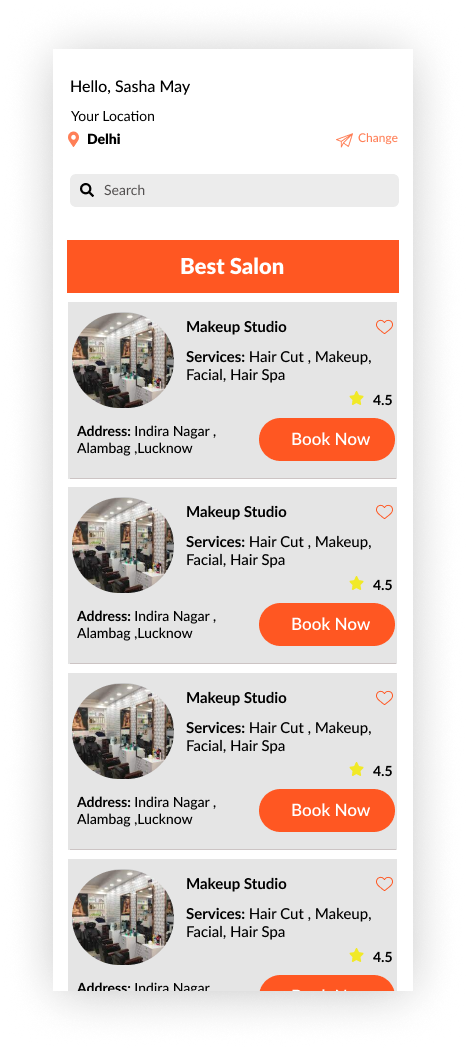 Hello, Sasha May
Your Location
Delhi
Change
Search
Best Salon
Makeup Studio
Services: Hair Cut , Makeup,
Facial, Hair Spa
4.5
Address: Indira Nagar ,
Alambag ,Lucknow
Book Now
Makeup Studio
Services: Hair Cut , Makeup,
Facial, Hair Spa
4.5
Address: Indira Nagar ,
Alambag ,Lucknow
Book Now
Makeup Studio
Services: Hair Cut , Makeup,
Facial, Hair Spa
4.5
Address: Indira Nagar ,
Alambag ,Lucknow
Book Now
Makeup Studio
Services: Hair Cut , Makeup,
Facial, Hair Spa
4.5
Address: Indira Nagar